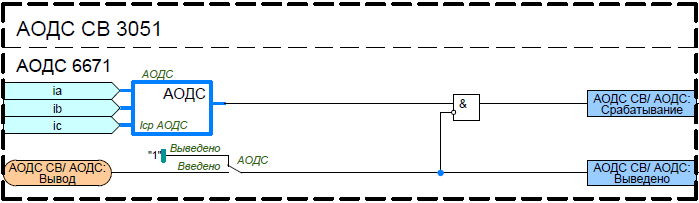 АОДС СВ 3051
АОДС 6671
АОДС
ia
ib
ic
АОДС
Iср АОДС
&
АОДС СВ/ АОДС:
Срабатывание
АОДС СВ/ АОДС:
Вывод
"1"
Выведено
Введено
АОДС
АОДС СВ/ АОДС:
Выведено